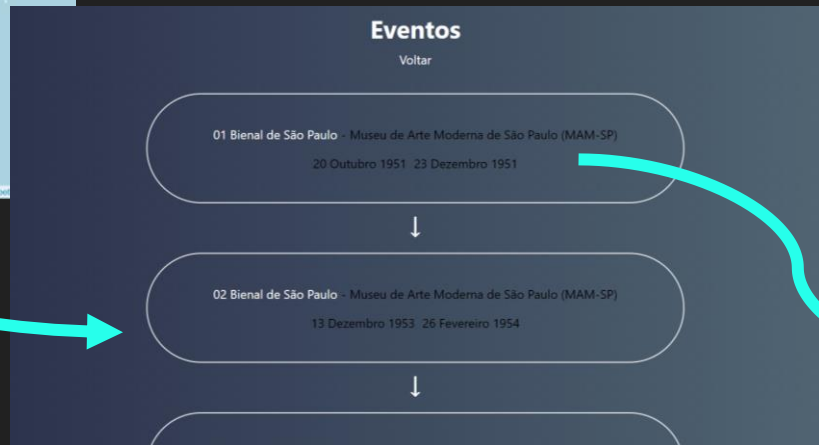 Eventos
Voltar
01 Bienal de São Paulo - Museu de Arte Moderna de São Paulo (MAM-SP)
20 Outubro 1951 23 Dezembro 1951
↓
02 Bienal de São Paulo - Museu de Arte Moderna de São Paulo (MAM-SP)
13 Dezembro 1953 26 Fevereiro 1954
↓